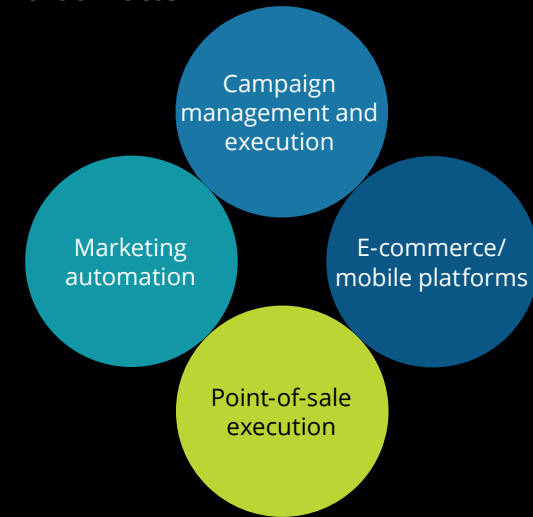 Campaign
management and
execution
Marketing
automation
E-commerce/
mobile platforms
Point-of-sale
execution